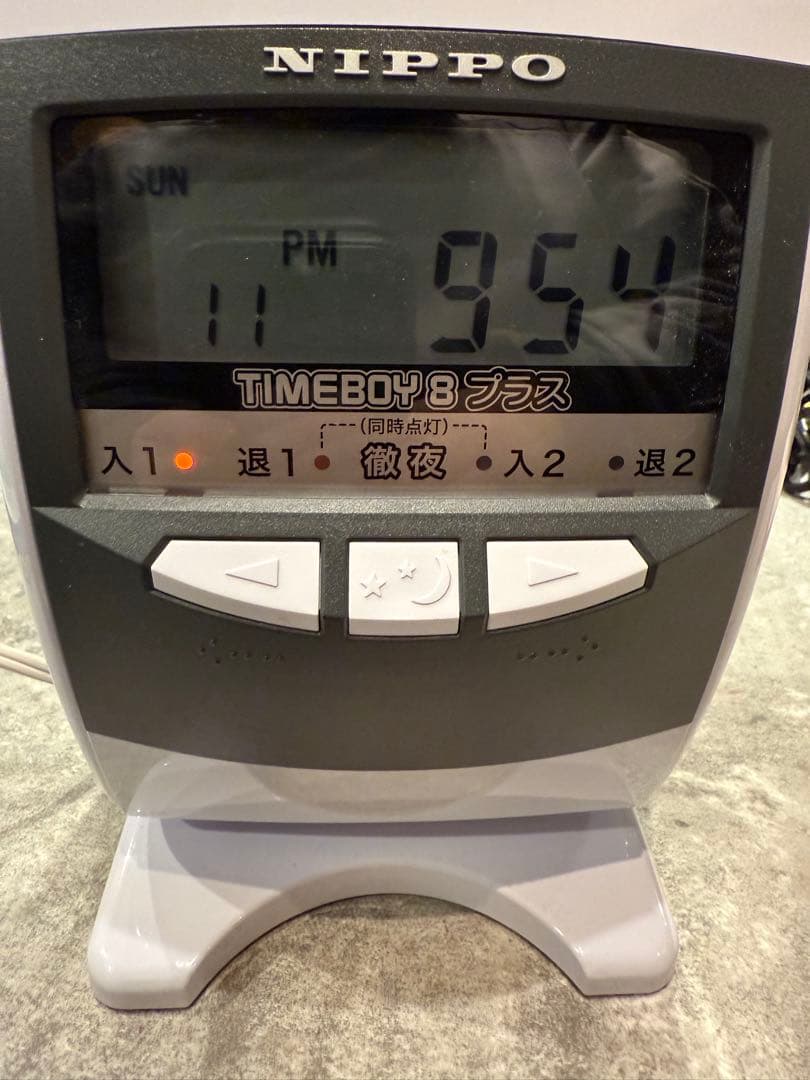 NIPPO
SUN
PM
11 954
TIMEBOY 8 プラス
(同時点灯)
入1 退1 徹夜 入2 退2